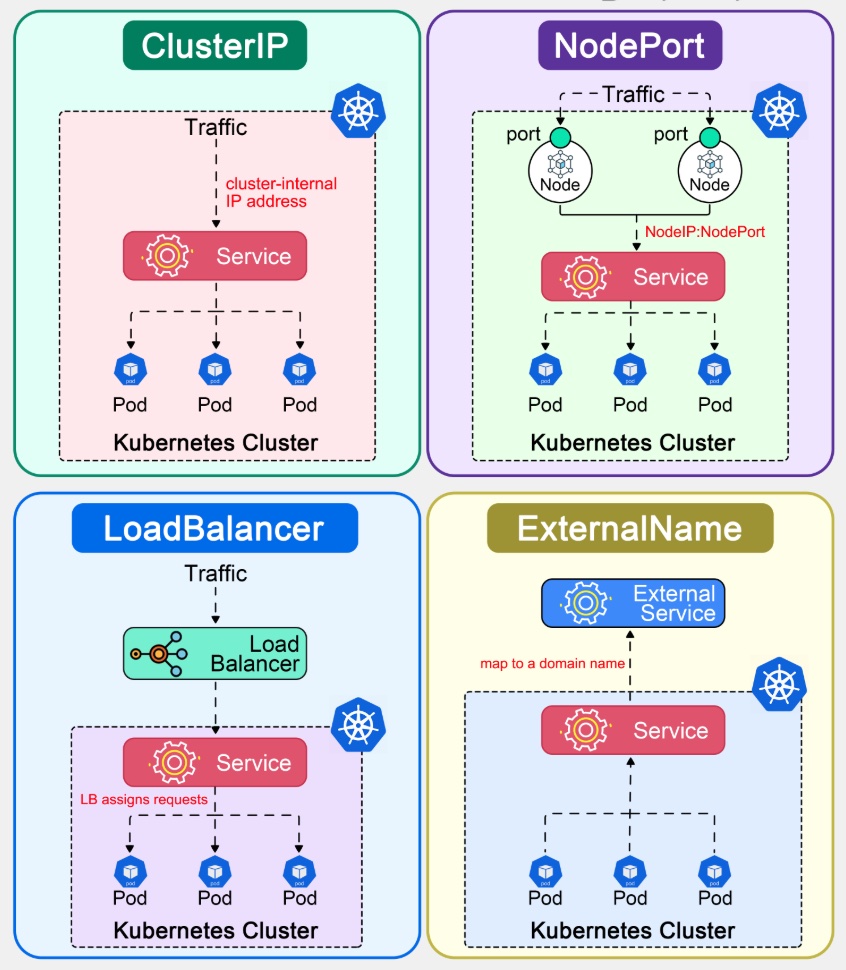 ClusterIP
Traffic
cluster-internal
IP address
Service
pod
pod
pod
Pod
Pod
Pod
Kubernetes Cluster
NodePort
Traffic
port
port
Node
Node
NodeIP:NodePort
Service
pod
pod
pod
Pod
Pod
Pod
Kubernetes Cluster
LoadBalancer
Traffic
Load
Balancer
Service
LB assigns requests
pod
pod
pod
Pod
Pod
Pod
Kubernetes Cluster
ExternalName
External
Service
map to a domain name
Service
pod
pod
pod
Pod
Pod
Pod
Kubernetes Cluster